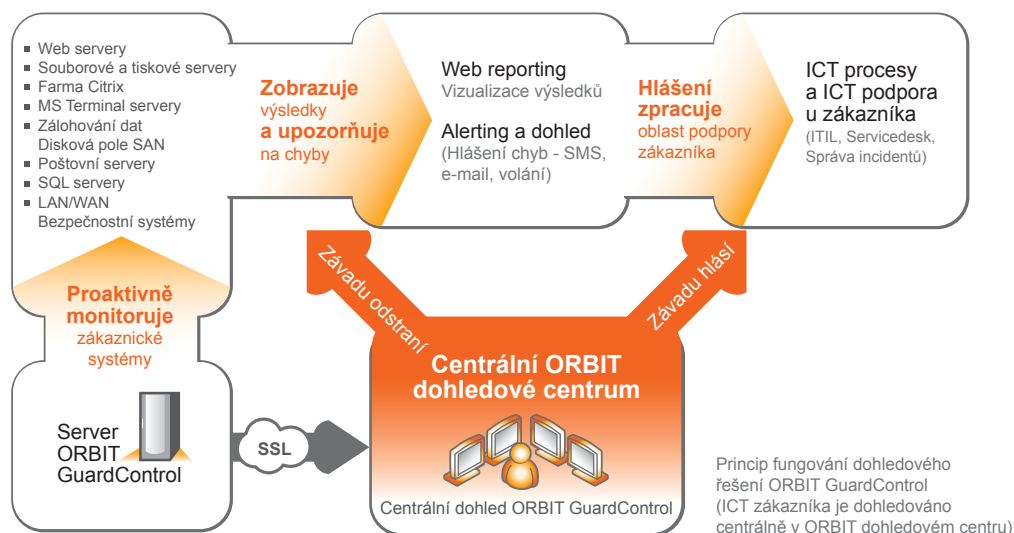 Web servery
Souborové a tiskové servery
Farma Citrix
MS Terminal servery
Zálohování dat
Disková pole SAN
Poštovní servery
SQL servery
LAN/WAN
Bezpečnostní systémy
Zobrazuje
výsledky
a upozorňuje
na chyby
Web reporting
Vizualizace výsledků
Alerting a dohled
(Hlášení chyb - SMS,
e-mail, volání)
Hlášení
zpracuje
oblast podpory
zákazníka
ICT procesy
a ICT podpora
u zákazníka
(ITIL, Servicedesk,
Správa incidentů)
Proaktivně
monitoruje
zákaznické
systémy
Závadu odstraní
Závadu hlásí
Server
ORBIT
GuardControl
SSL
Centrální ORBIT
dohledové centrum
Centrální dohled ORBIT GuardControl
Princip fungování dohledového
řešení ORBIT GuardControl
(ICT zákazníka je dohledováno
centrálně v ORBIT dohledovém centru)